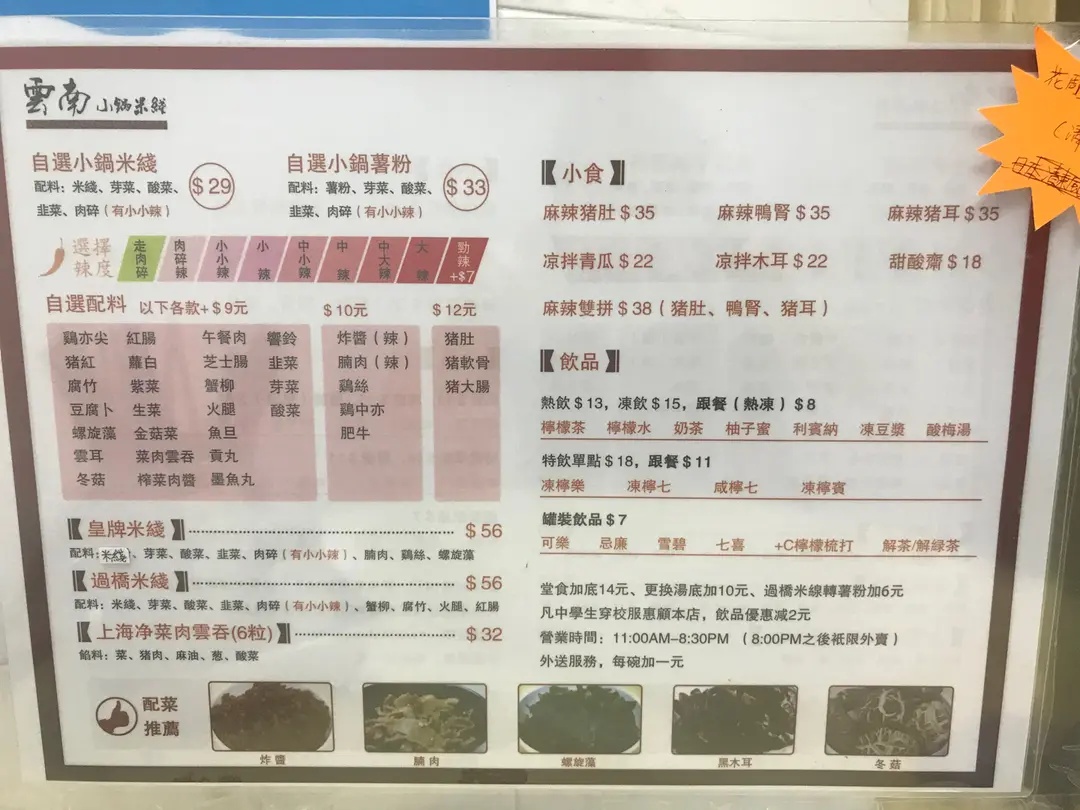 雲南小鍋米綫
自選小鍋米綫 $29
配料：米綫、芽菜、酸菜、
韮菜、肉碎（有小小辣）
自選小鍋薯粉 $33
配料：薯粉、芽菜、酸菜、
韮菜、肉碎（有小小辣）
選擇辣度
走肉碎 肉碎辣 小小辣 小辣 中小辣 中辣 中大辣 大辣 勁辣+$7
自選配料 以下各款+$9元 $10元 $12元
鷄亦尖 紅腸 午餐肉 響鈴 炸醬（辣） 猪肚
猪紅 蘿白 芝士腸 韮菜 腩肉（辣） 猪軟骨
腐竹 紫菜 蟹柳 芽菜 鷄絲 猪大腸
豆腐卜 生菜 火腿 酸菜 鷄中亦
螺旋藻 金菇菜 魚旦 肥牛
雲耳 菜肉雲吞 貢丸
冬菇 榨菜肉醬 墨魚丸
【皇牌米綫】 $56
配料：米綫、芽菜、酸菜、韮菜、肉碎（有小小辣）、腩肉、鷄絲、螺旋藻
【過橋米綫】 $56
配料：米綫、芽菜、酸菜、韮菜、肉碎（有小小辣）、蟹柳、腐竹、火腿、紅腸
【上海净菜肉雲吞(6粒)】 $32
餡料：菜、猪肉、麻油、葱、酸菜
【小食】
麻辣猪肚$35 麻辣鴨腎$35 麻辣猪耳$35
凉拌青瓜$22 凉拌木耳$22 甜酸齋$18
麻辣雙拼$38（猪肚、鴨腎、猪耳）
【飲品】
熱飲$13，凍飲$15，跟餐（熱凍）$8
檸檬茶 檸檬水 奶茶 柚子蜜 利賓納 凍豆漿 酸梅湯
特飲單點$18，跟餐$11
凍檸樂 凍檸七 咸檸七 凍檸賓
罐裝飲品$7
可樂 忌廉 雪碧 七喜 +C檸檬梳打 解茶/解緑茶
堂食加底14元、更换湯底加10元、過橋米線轉薯粉加6元
凡中學生穿校服惠顧本店，飲品優惠减2元
營業時間：11:00AM-8:30PM （8:00PM之後衹限外賣）
外送服務，每碗加一元
配菜推薦
炸醬 腩肉 螺旋藻 黑木耳 冬菇